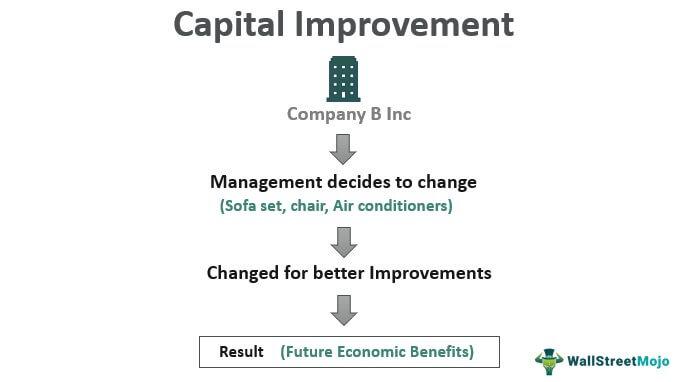 Capital Improvement
Company B Inc
Management decides to change
(Sofa set, chair, Air conditioners)
Changed for better Improvements
Result (Future Economic Benefits)
WallStreetMojo